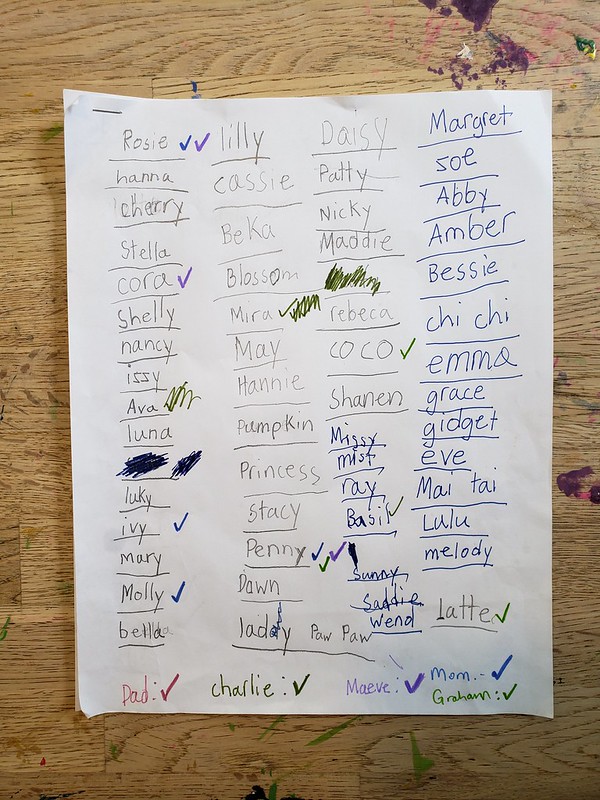 Rosie ✓✓
hanna
cherry
Stella
cora ✓
Shelly
nancy
izzy
Ava
luna
luky
ivy ✓
mary
Molly ✓
bella
lilly
cassie
BeKa
Blossom
Mira ✓
May
Hannie
Pumpkin
Princess
stacy
Penny ✓✓✓
Dawn
laddy Paw Paw
Daisy
Patty
Nicky
Maddie
rebeca
COCO ✓
Shanen
Missy
mist
ray
Basil ✓
Sunny
Saddie
Wend
Margret
soe
Abby
Amber
Bessie
chi chi
emma
grace
gidget
eve
Mai tai
LuLu
melody
Latte ✓
Dad: ✓
charlie: ✓
Maeve: ✓
Mom - ✓
Graham: ✓